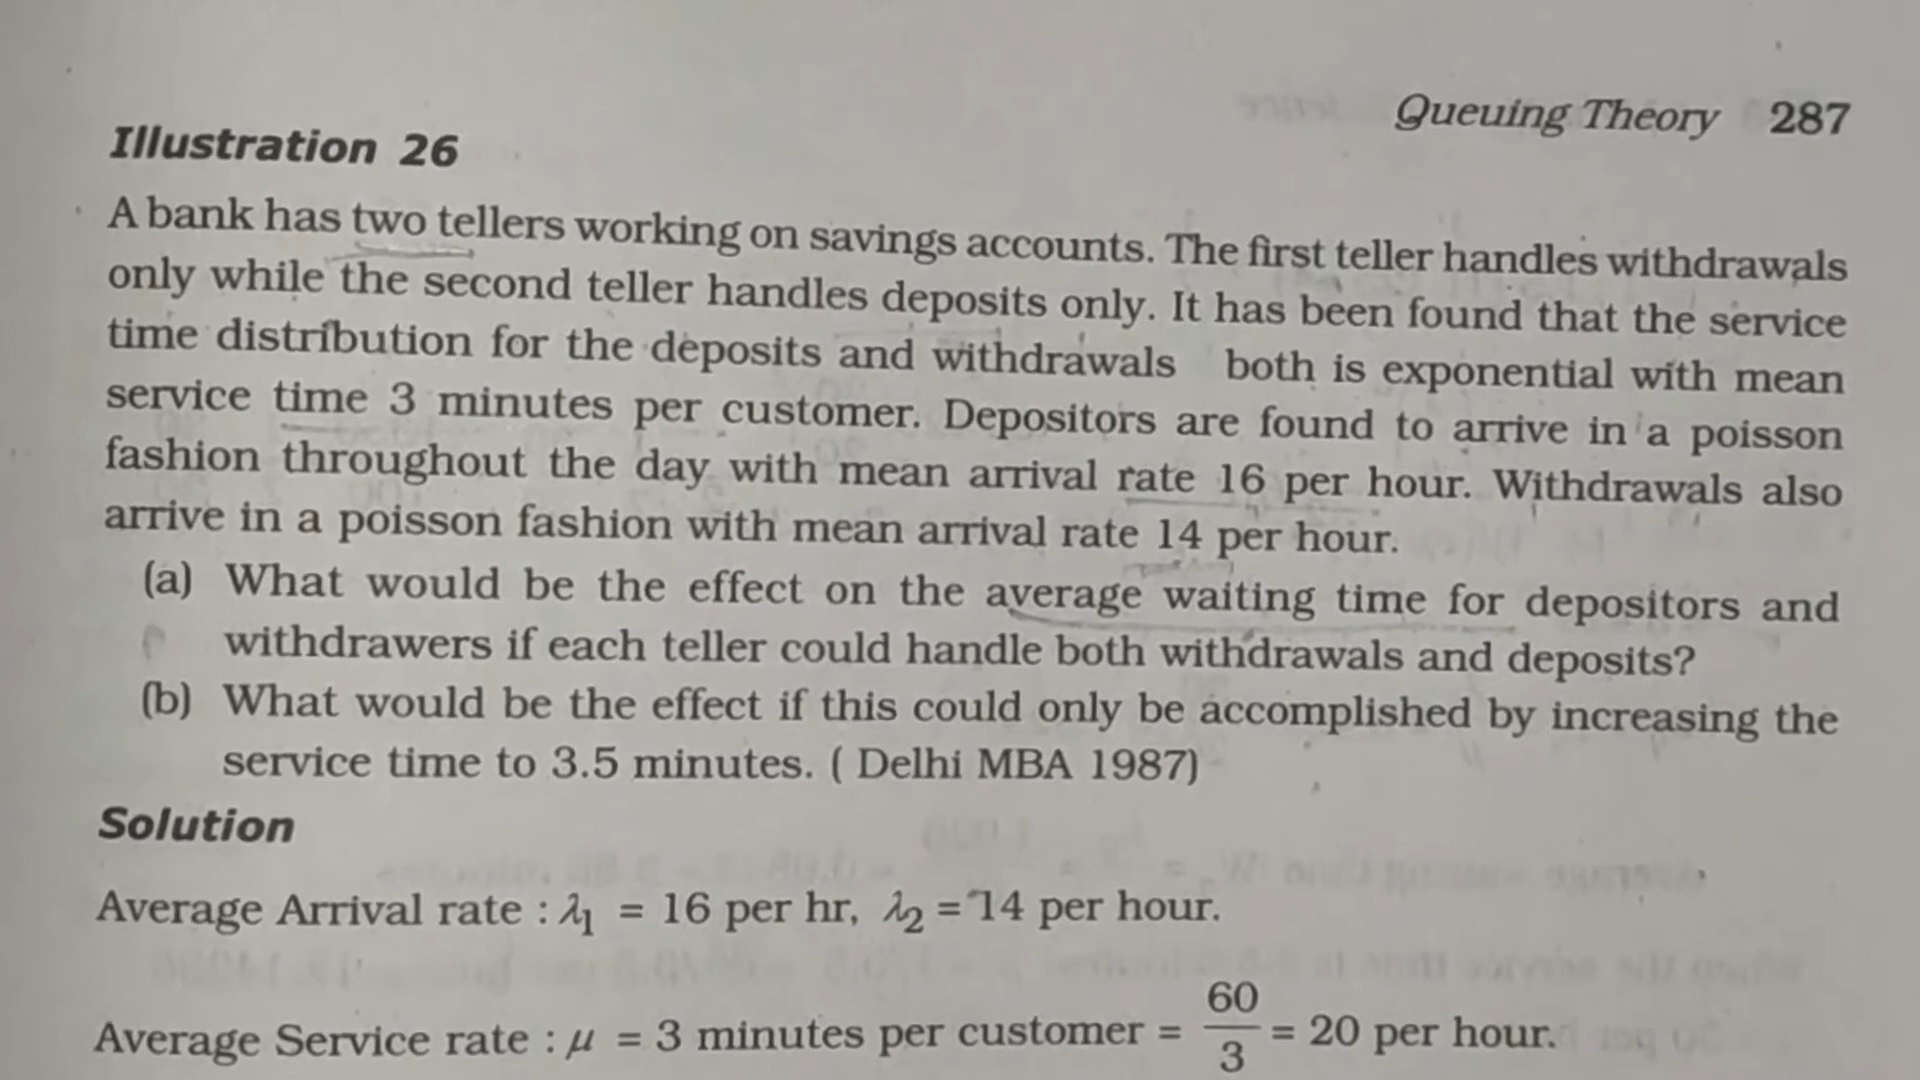 Queuing Theory 287
Illustration 26
A bank has two tellers working on savings accounts. The first teller handles withdrawals
only while the second teller handles deposits only. It has been found that the service
time distribution for the deposits and withdrawals both is exponential with mean
service time 3 minutes per customer. Depositors are found to arrive in a poisson
fashion throughout the day with mean arrival rate 16 per hour. Withdrawals also
arrive in a poisson fashion with mean arrival rate 14 per hour.
(a) What would be the effect on the average waiting time for depositors and
withdrawers if each teller could handle both withdrawals and deposits?
(b) What would be the effect if this could only be accomplished by increasing the
service time to 3.5 minutes. ( Delhi MBA 1987)
Solution
Average Arrival rate : λ1 = 16 per hr, λ2 = 14 per hour.
Average Service rate : μ = 3 minutes per customer = 60/3 = 20 per hour.